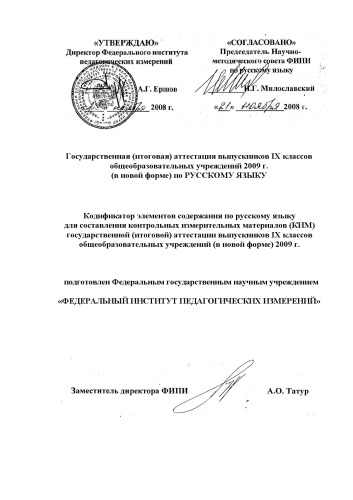 «УТВЕРЖДАЮ»
Директор Федерального института
педагогических измерений
А.Г. Ершов
2008 г.
«СОГЛАСОВАНО»
Председатель Научно-
методического совета ФИПИ
по русскому языку
И.Г. Милославский
«21» ноября 2008 г.
Государственная (итоговая) аттестация выпускников IX классов
общеобразовательных учреждений 2009 г.
(в новой форме) по РУССКОМУ ЯЗЫКУ
Кодификатор элементов содержания по русскому языку
для составления контрольных измерительных материалов (КИМ)
государственной (итоговой) аттестации выпускников IX классов
общеобразовательных учреждений (в новой форме) 2009 г.
подготовлен Федеральным государственным научным учреждением
«ФЕДЕРАЛЬНЫЙ ИНСТИТУТ ПЕДАГОГИЧЕСКИХ ИЗМЕРЕНИЙ»
Заместитель директора ФИПИ
А.О. Татур